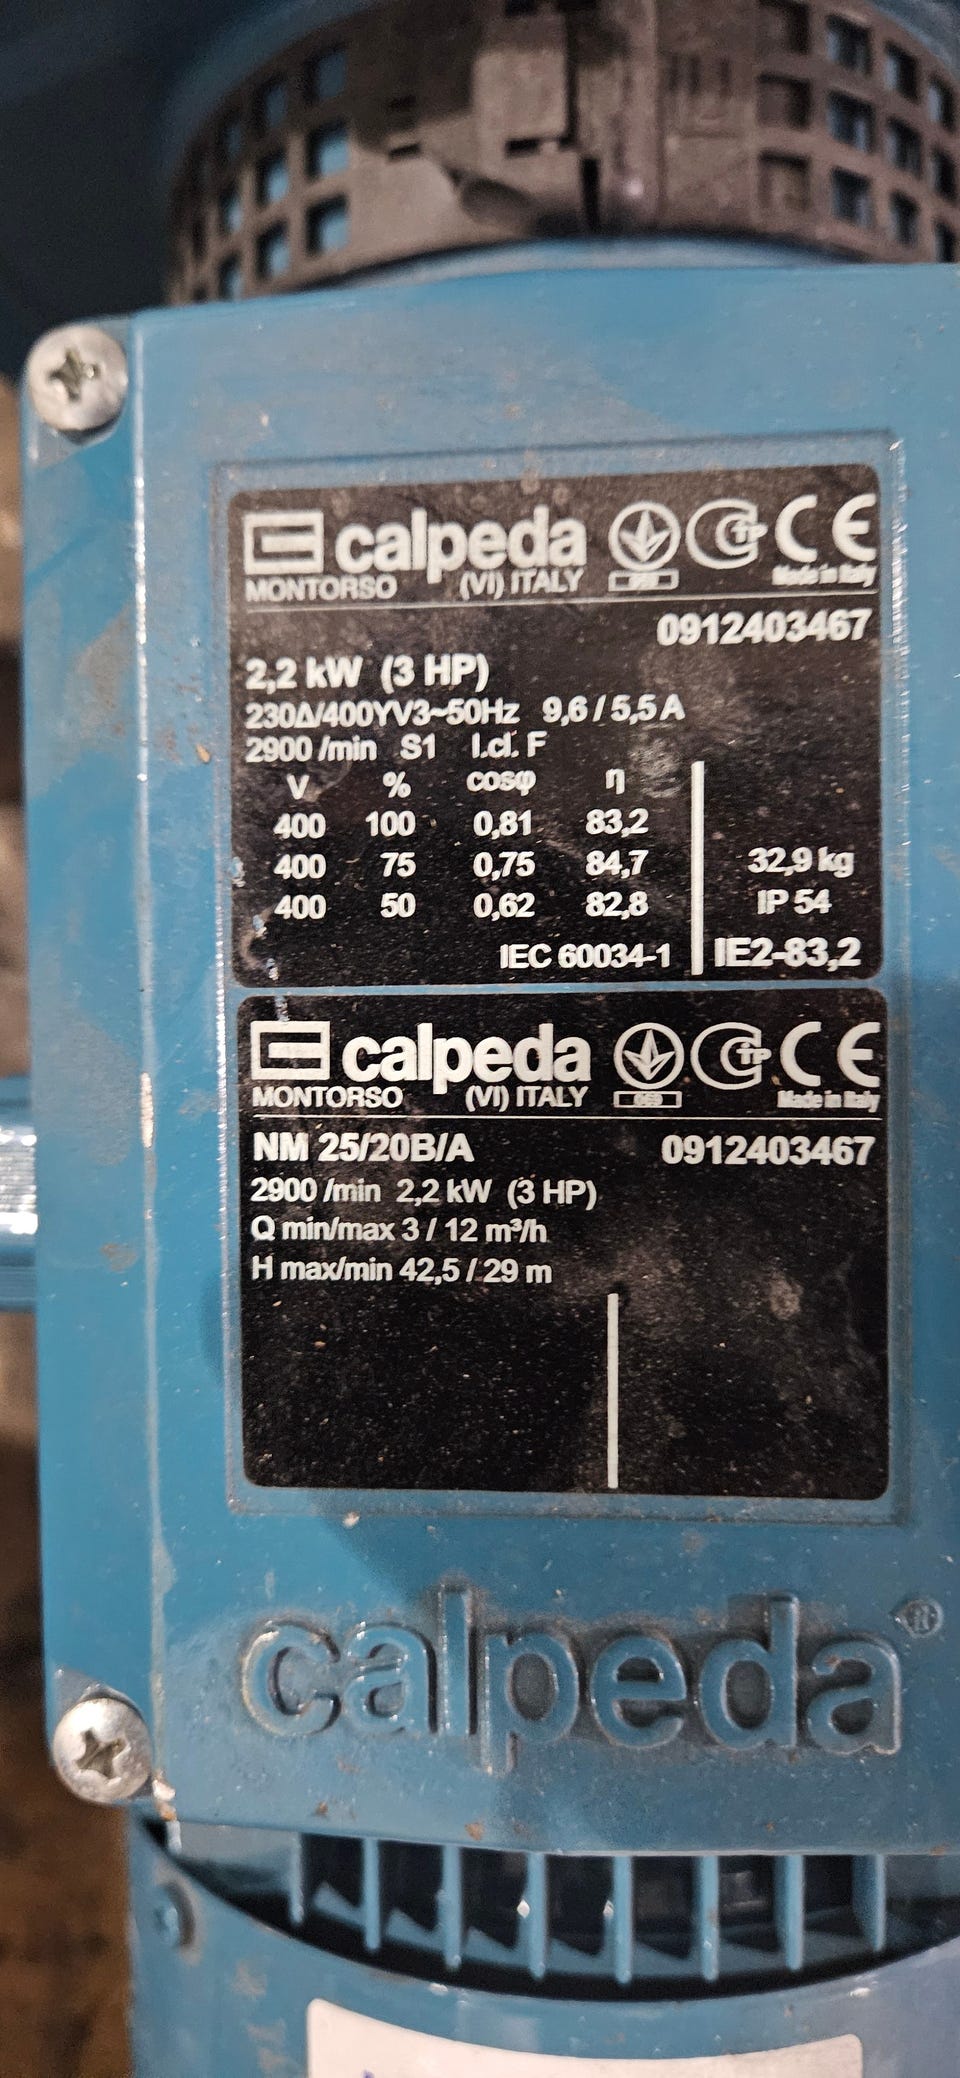 calpeda CE
MONTORSO (VI) ITALY Made in Italy
0912403467
2,2 kW (3 HP)
230Δ/400YV3~50Hz 9,6 / 5,5 A
2900 /min S1 I.cl. F
V % cosφ η
400 100 0,81 83,2
400 75 0,75 84,7 32,9 kg
400 50 0,62 82,8 IP 54
IEC 60034-1 IE2-83,2
calpeda CE
MONTORSO (VI) ITALY Made in Italy
NM 25/20B/A 0912403467
2900 /min 2,2 kW (3 HP)
Q min/max 3 / 12 m³/h
H max/min 42,5 / 29 m
calpeda®